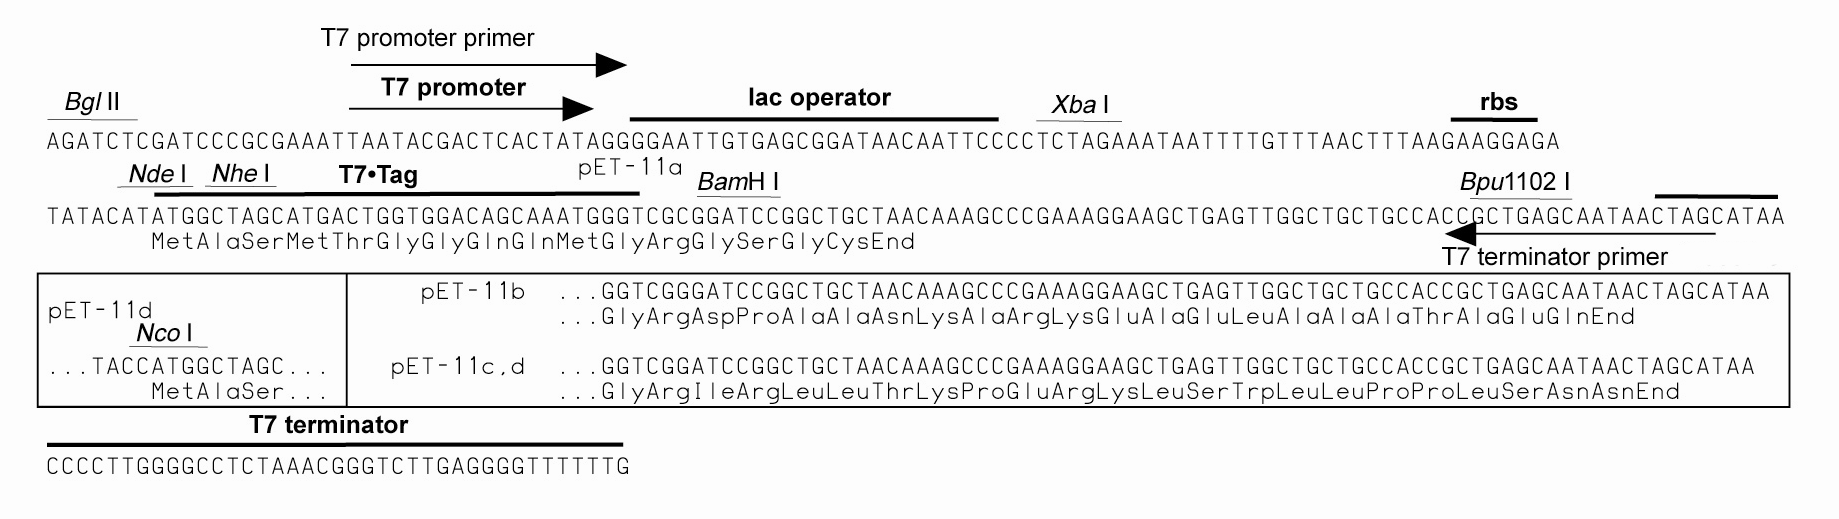 T7 promoter primer
T7 promoter
Bgl II
lac operator
Xba I
rbs
AGATCTCGATCCCGCGAAATTAATACGACTCACTATAGGGGAATTGTGAGCGGATAACAATTCCCCTCTAGAAATAATTTTGTTTAACTTTAAGAAGGAGA
pET-11a
Nde I Nhe I T7•Tag
BamH I
Bpu1102 I
TATACATATGGCTAGCATGACTGGTGGACAGCAAATGGGTCGCGGATCCGGCTGCTAACAAAGCCCGAAAGGAAGCTGAGTTGGCTGCTGCCACCGCTGAGCAATAACTAGCATAA
MetAlaSerMetThrGlyGlyGlnGlnMetGlyArgGlySerGlyCysEnd
T7 terminator primer
pET-11d
Nco I
...TACCATGGCTAGC...
MetAlaSer...
pET-11b ...GGTCGGGATCCGGCTGCTAACAAAGCCCGAAAGGAAGCTGAGTTGGCTGCTGCCACCGCTGAGCAATAACTAGCATAA
...GlyArgAspProAlaAlaAsnLysAlaArgLysGluAlaGluLeuAlaAlaAlaThrAlaGluGlnEnd
pET-11c,d ...GGTCGGATCCGGCTGCTAACAAAGCCCGAAAGGAAGCTGAGTTGGCTGCTGCCACCGCTGAGCAATAACTAGCATAA
...GlyArgIleArgLeuLeuThrLysProGluArgLysLeuSerTrpLeuLeuProProLeuSerAsnAsnEnd
T7 terminator
CCCCTTGGGGCCTCTAAACGGGTCTTGAGGGGTTTTTTG